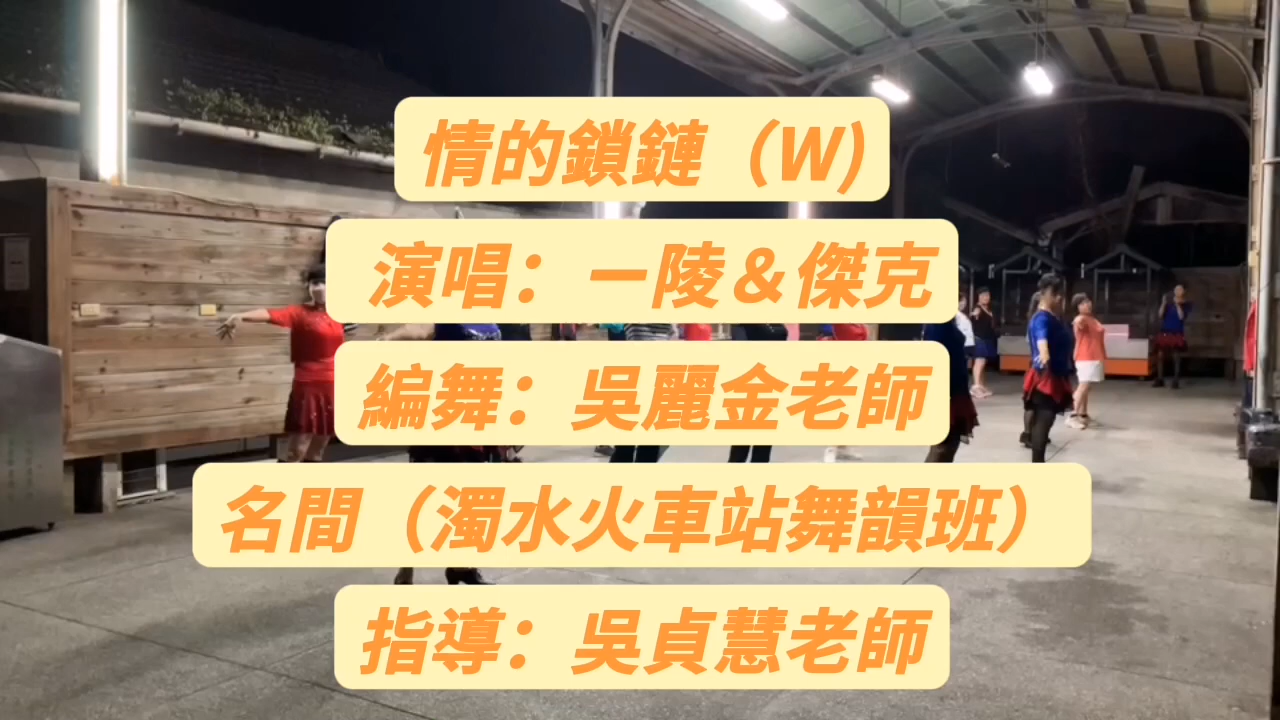 情的鎖鏈（W)
演唱：一陵＆傑克
編舞：吳麗金老師
名間（濁水火車站舞韻班）
指導：吳貞慧老師